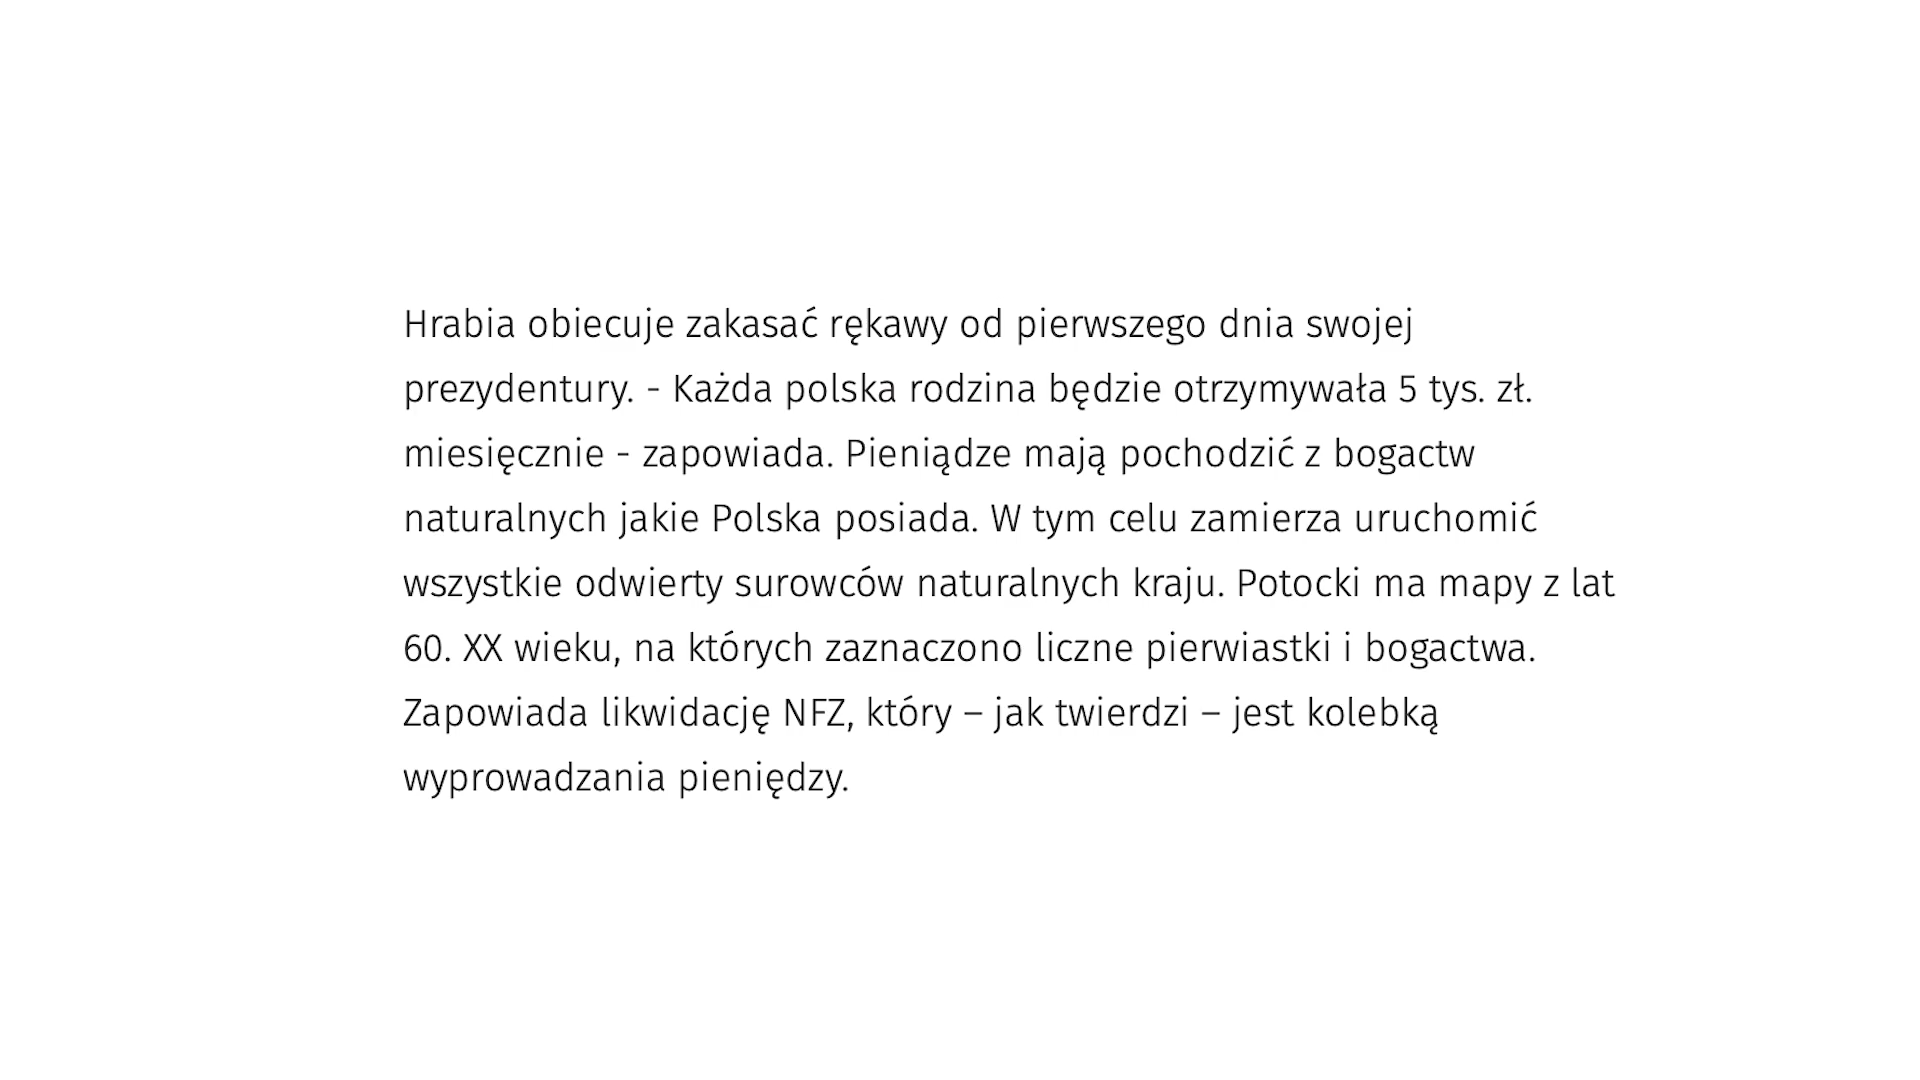 Hrabia obiecuje zakasać rękawy od pierwszego dnia swojej
prezydentury. - Każda polska rodzina będzie otrzymywała 5 tys. zł.
miesięcznie - zapowiada. Pieniądze mają pochodzić z bogactw
naturalnych jakie Polska posiada. W tym celu zamierza uruchomić
wszystkie odwierty surowców naturalnych kraju. Potocki ma mapy z lat
60. XX wieku, na których zaznaczono liczne pierwiastki i bogactwa.
Zapowiada likwidację NFZ, który – jak twierdzi – jest kolebką
wyprowadzania pieniędzy.